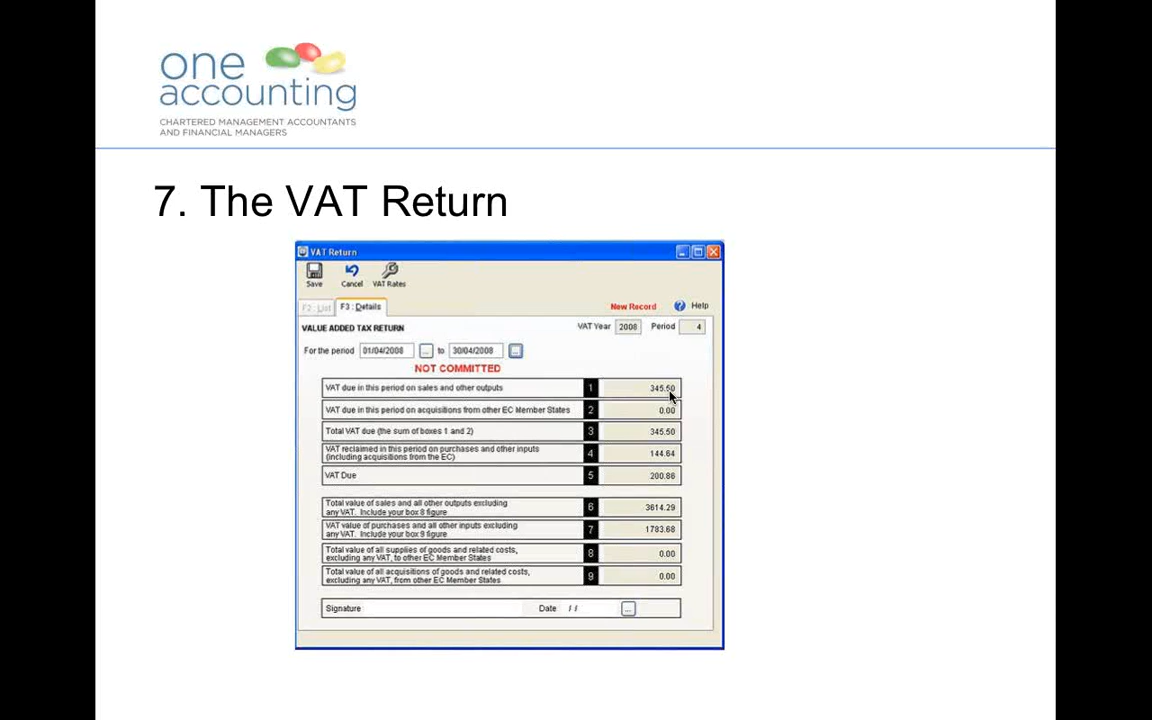 one
accounting
CHARTERED MANAGEMENT ACCOUNTANTS
AND FINANCIAL MANAGERS
7. The VAT Return
VAT Return
Save Cancel VAT Rates
F2 : List F3 : Details New Record Help
VALUE ADDED TAX RETURN VAT Year 2008 Period 4
For the period 01/04/2008 ... to 30/04/2008 ...
NOT COMMITTED
VAT due in this period on sales and other outputs 1 345.50
VAT due in this period on acquisitions from other EC Member States 2 0.00
Total VAT due (the sum of boxes 1 and 2) 3 345.50
VAT reclaimed in this period on purchases and other inputs
(including acquisitions from the EC) 4 144.64
VAT Due 5 200.86
Total value of sales and all other outputs excluding
any VAT. Include your box 8 figure 6 3614.29
VAT value of purchases and all other inputs excluding
any VAT. Include your box 9 figure 7 1783.68
Total value of all supplies of goods and related costs,
excluding any VAT, to other EC Member States 8 0.00
Total value of all acquisitions of goods and related costs,
excluding any VAT, from other EC Member States 9 0.00
Signature Date / / ...